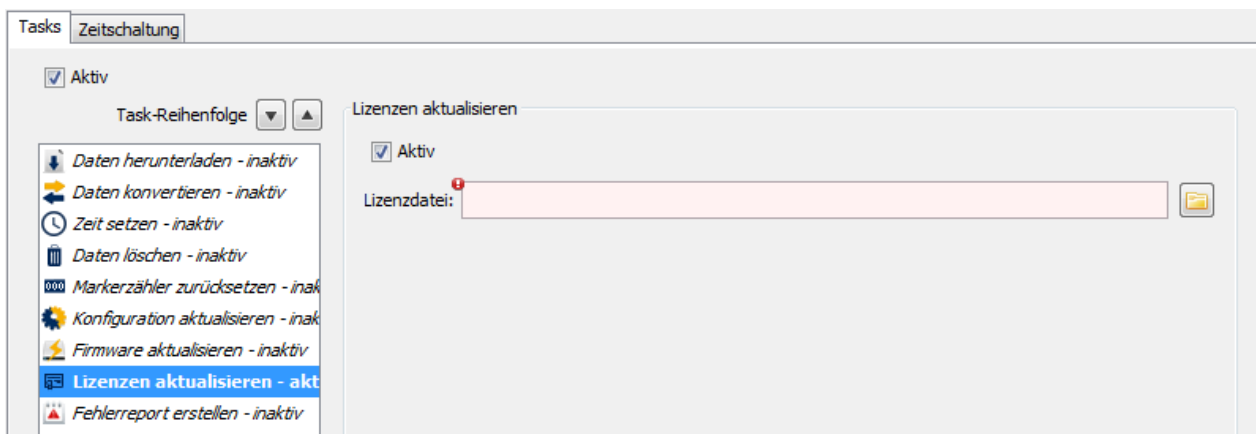 Tasks Zeitschaltung
Aktiv
Task-Reihenfolge
Lizenzen aktualisieren
Aktiv
Lizenzdatei:
Daten herunterladen - inaktiv
Daten konvertieren - inaktiv
Zeit setzen - inaktiv
Daten löschen - inaktiv
000 Markerzähler zurücksetzen - inak
Konfiguration aktualisieren - inak
Firmware aktualisieren - inaktiv
Lizenzen aktualisieren - akt
Fehlerreport erstellen - inaktiv